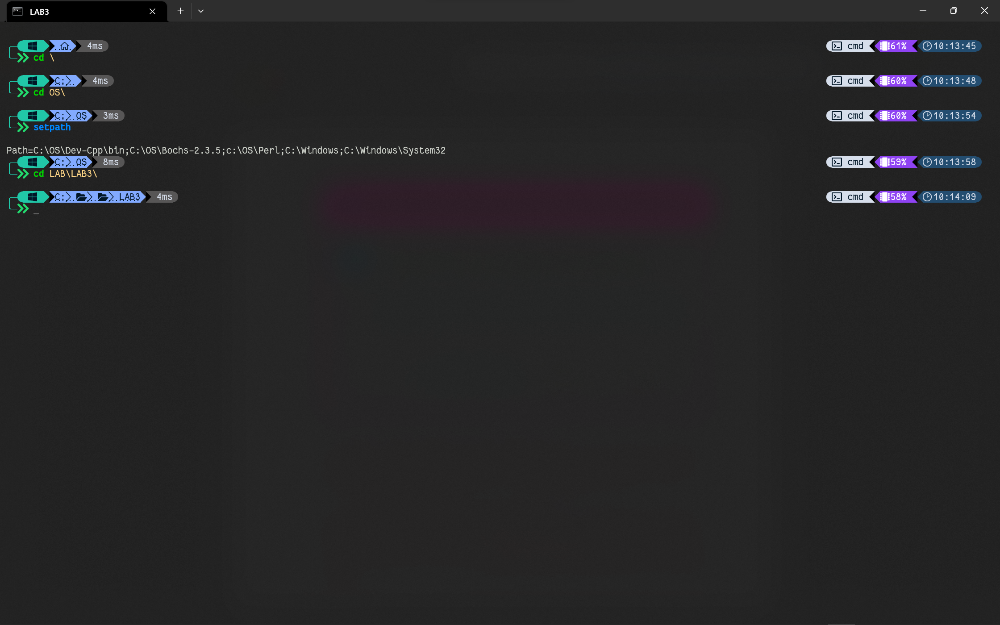 LAB3
4ms cmd 61% 10:13:45
cd \
C: 4ms cmd 60% 10:13:48
cd OS\
C: OS 3ms cmd 60% 10:13:54
setpath
Path=C:\OS\Dev-Cpp\bin;C:\OS\Bochs-2.3.5;c:\OS\Perl;C:\Windows;C:\Windows\System32
C: OS 8ms cmd 59% 10:13:58
cd LAB\LAB3\
C: LAB3 4ms cmd 58% 10:14:09